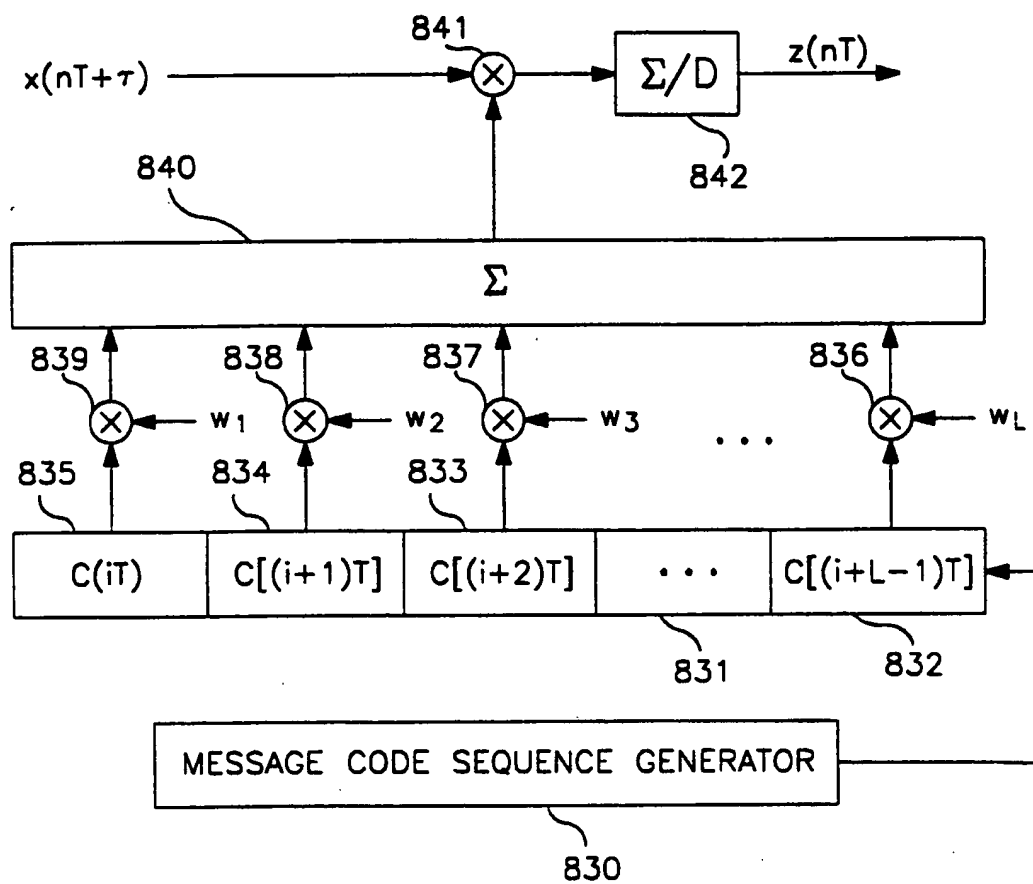 841
x(nT+τ)
Σ/D
z(nT)
842
840
Σ
839
838
837
836
w1
w2
w3
...
wL
835
834
833
C(iT)
C[(i+1)T]
C[(i+2)T]
...
C[(i+L-1)T]
831
832
MESSAGE CODE SEQUENCE GENERATOR
830